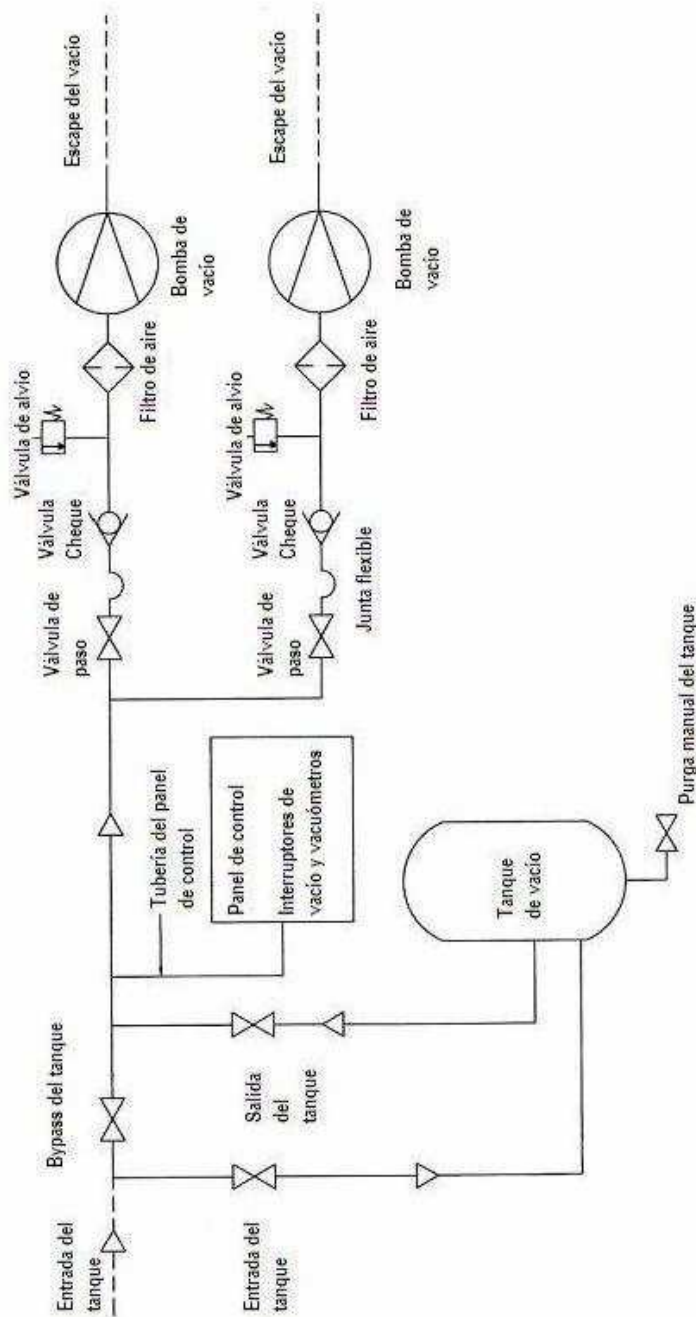 Entrada del
tanque
Bypass del tanque
Entrada del
tanque
Salida
del
tanque
Tubería del panel
de control
Panel de control
Interruptores de
vacío y vacuómetros
Tanque
de vacío
Purga manual del tanque
Válvula de
paso
Válvula
Cheque
Válvula de alvio
Filtro de aire
Bomba de
vacío
Escape del vacío
Válvula de
paso
Junta flexible
Válvula
Cheque
Válvula de alvio
Filtro de aire
Bomba de
vacío
Escape del vacío